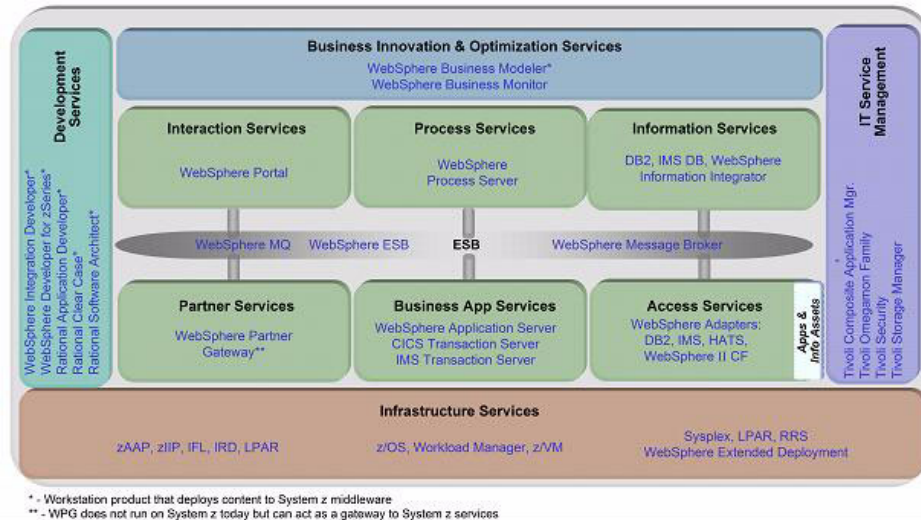 Business Innovation & Optimization Services
WebSphere Business Modeler*
WebSphere Business Monitor
Development
Services
WebSphere Integration Developer*
WebSphere Developer for zSeries*
Rational Application Developer*
Rational Clear Case*
Rational Software Architect*
Interaction Services
WebSphere Portal
Process Services
WebSphere
Process Server
Information Services
DB2, IMS DB, WebSphere
Information Integrator
WebSphere MQ WebSphere ESB ESB WebSphere Message Broker
Partner Services
WebSphere Partner
Gateway**
Business App Services
WebSphere Application Server
CICS Transaction Server
IMS Transaction Server
Access Services
WebSphere Adapters:
DB2, IMS, HATS,
WebSphere II CF
Apps &
Info Assets
IT Service
Management
Tivoli Composite Application Mgr.
*
Tivoli Omegamon Family
Tivoli Security
Tivoli Storage Manager
Infrastructure Services
zAAP, zIIP, IFL, IRD, LPAR
z/OS, Workload Manager, z/VM
Sysplex, LPAR, RRS
WebSphere Extended Deployment
* - Workstation product that deploys content to System z middleware
** - WPG does not run on System z today but can act as a gateway to System z services